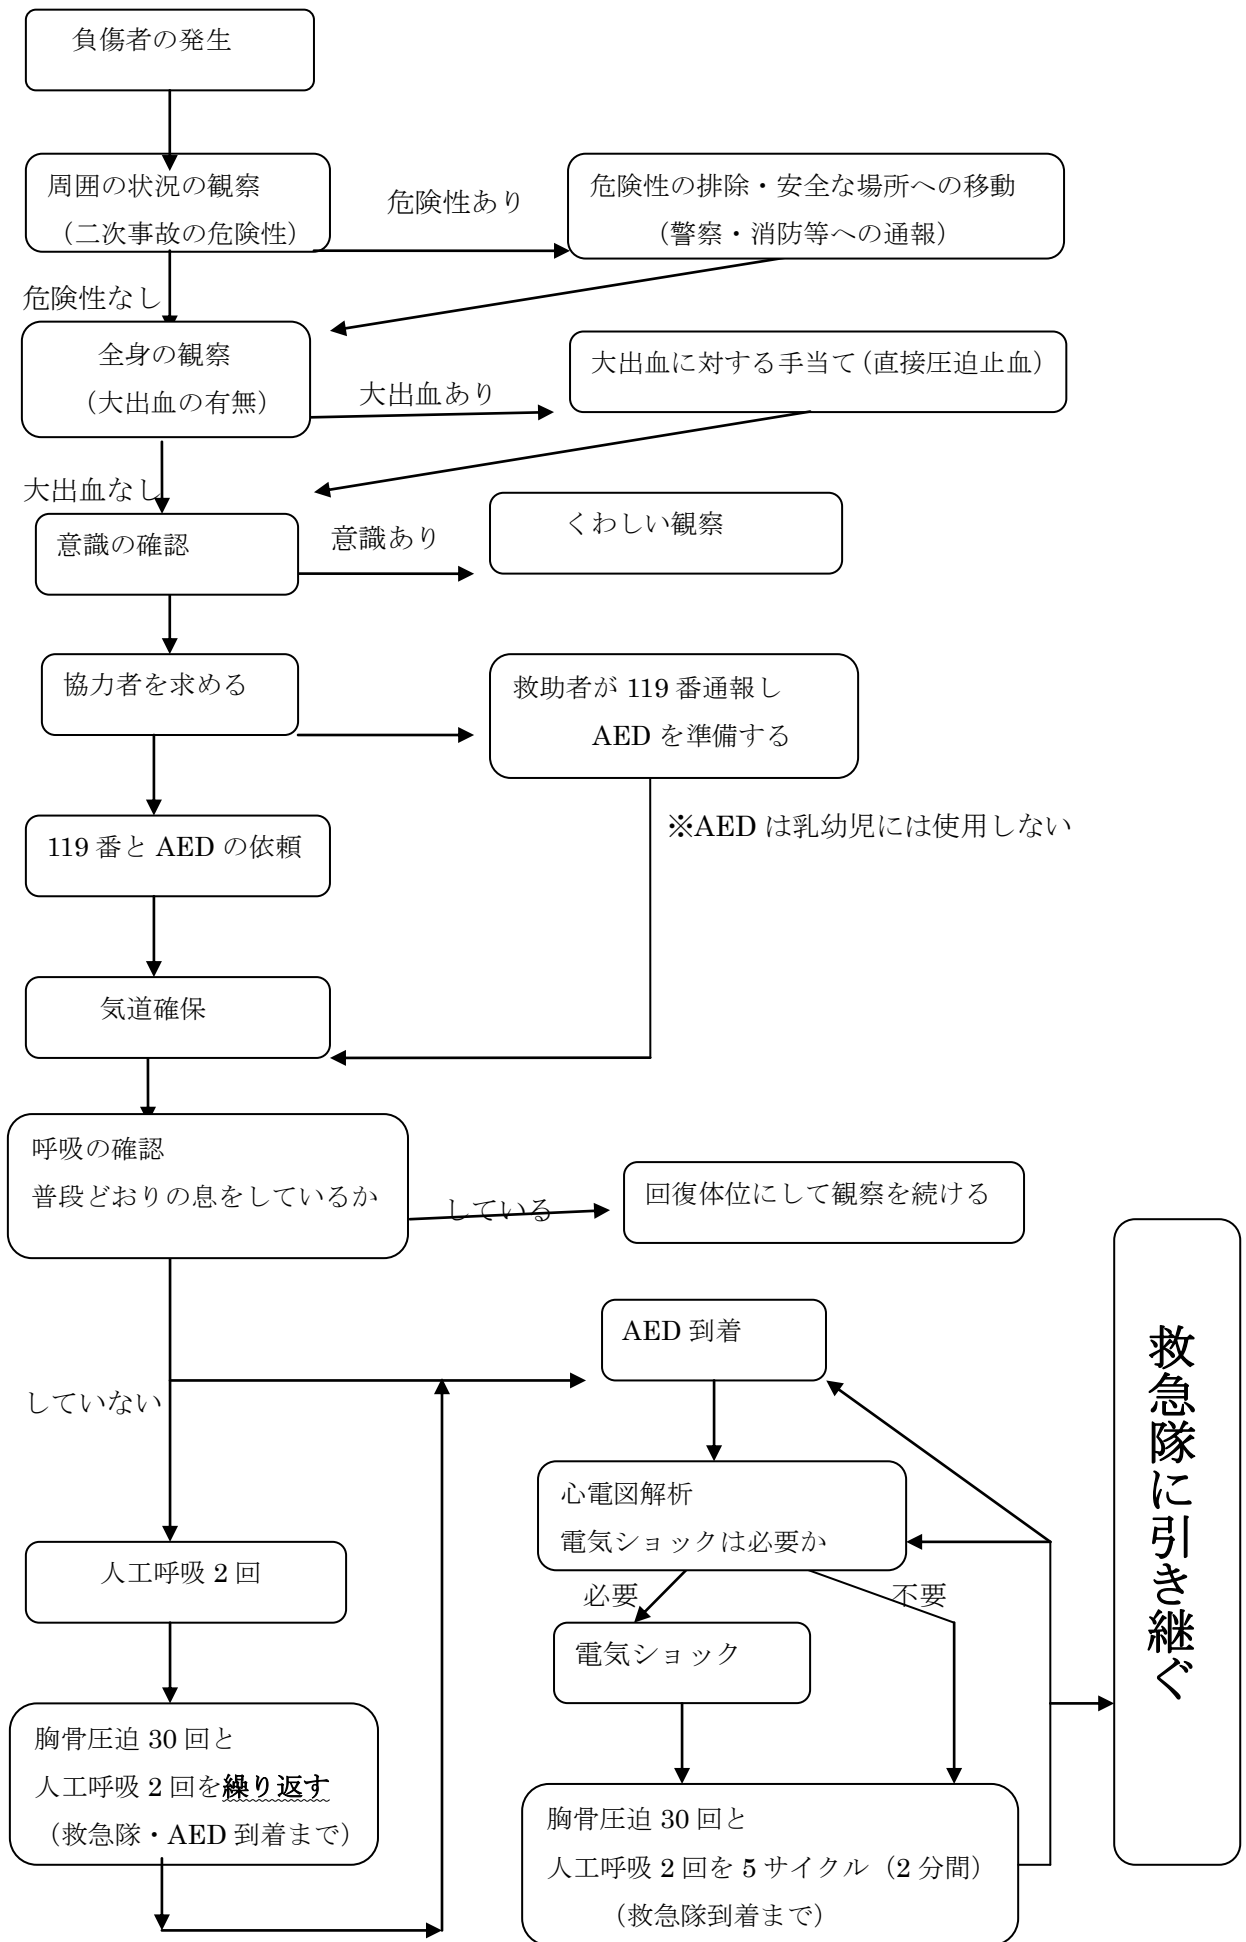 負傷者の発生
周囲の状況の観察
（二次事故の危険性）
危険性あり
危険性の排除・安全な場所への移動
（警察・消防等への通報）
危険性なし
全身の観察
（大出血の有無）
大出血あり
大出血に対する手当て（直接圧迫止血）
大出血なし
意識の確認
意識あり
くわしい観察
協力者を求める
救助者が 119 番通報し
AED を準備する
※AED は乳幼児には使用しない
119 番と AED の依頼
気道確保
呼吸の確認
普段どおりの息をしているか
している
回復体位にして観察を続ける
していない
AED 到着
心電図解析
電気ショックは必要か
必要
不要
電気ショック
人工呼吸 2 回
胸骨圧迫 30 回と
人工呼吸 2 回を繰り返す
（救急隊・AED 到着まで）
胸骨圧迫 30 回と
人工呼吸 2 回を 5 サイクル（2 分間）
（救急隊到着まで）
救急隊に引き継ぐ